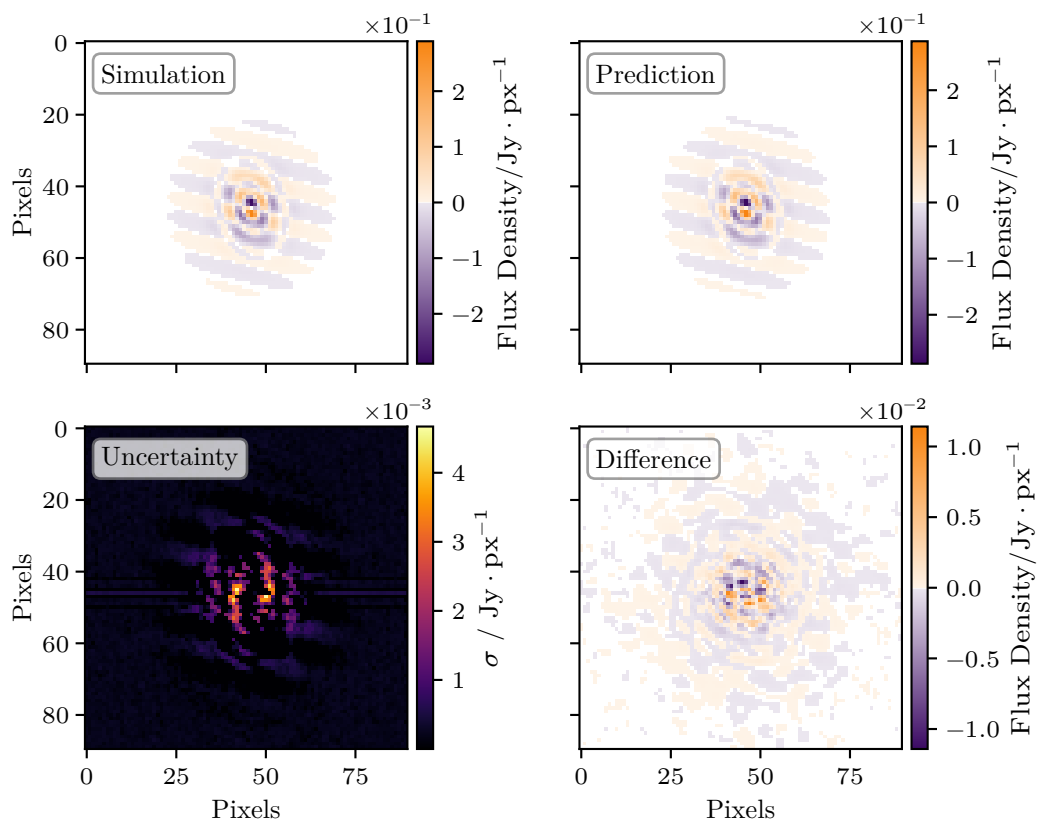 ×10⁻¹
×10⁻¹
0
20
40
60
80
Pixels
Simulation
2
1
0
−1
−2
Flux Density/Jy · px⁻¹
Prediction
2
1
0
−1
−2
Flux Density/Jy · px⁻¹
×10⁻³
×10⁻²
0
20
40
60
80
Pixels
Uncertainty
4
3
2
1
σ / Jy · px⁻¹
Difference
1.0
0.5
0.0
−0.5
−1.0
Flux Density/Jy · px⁻¹
0 25 50 75
0 25 50 75
Pixels
Pixels